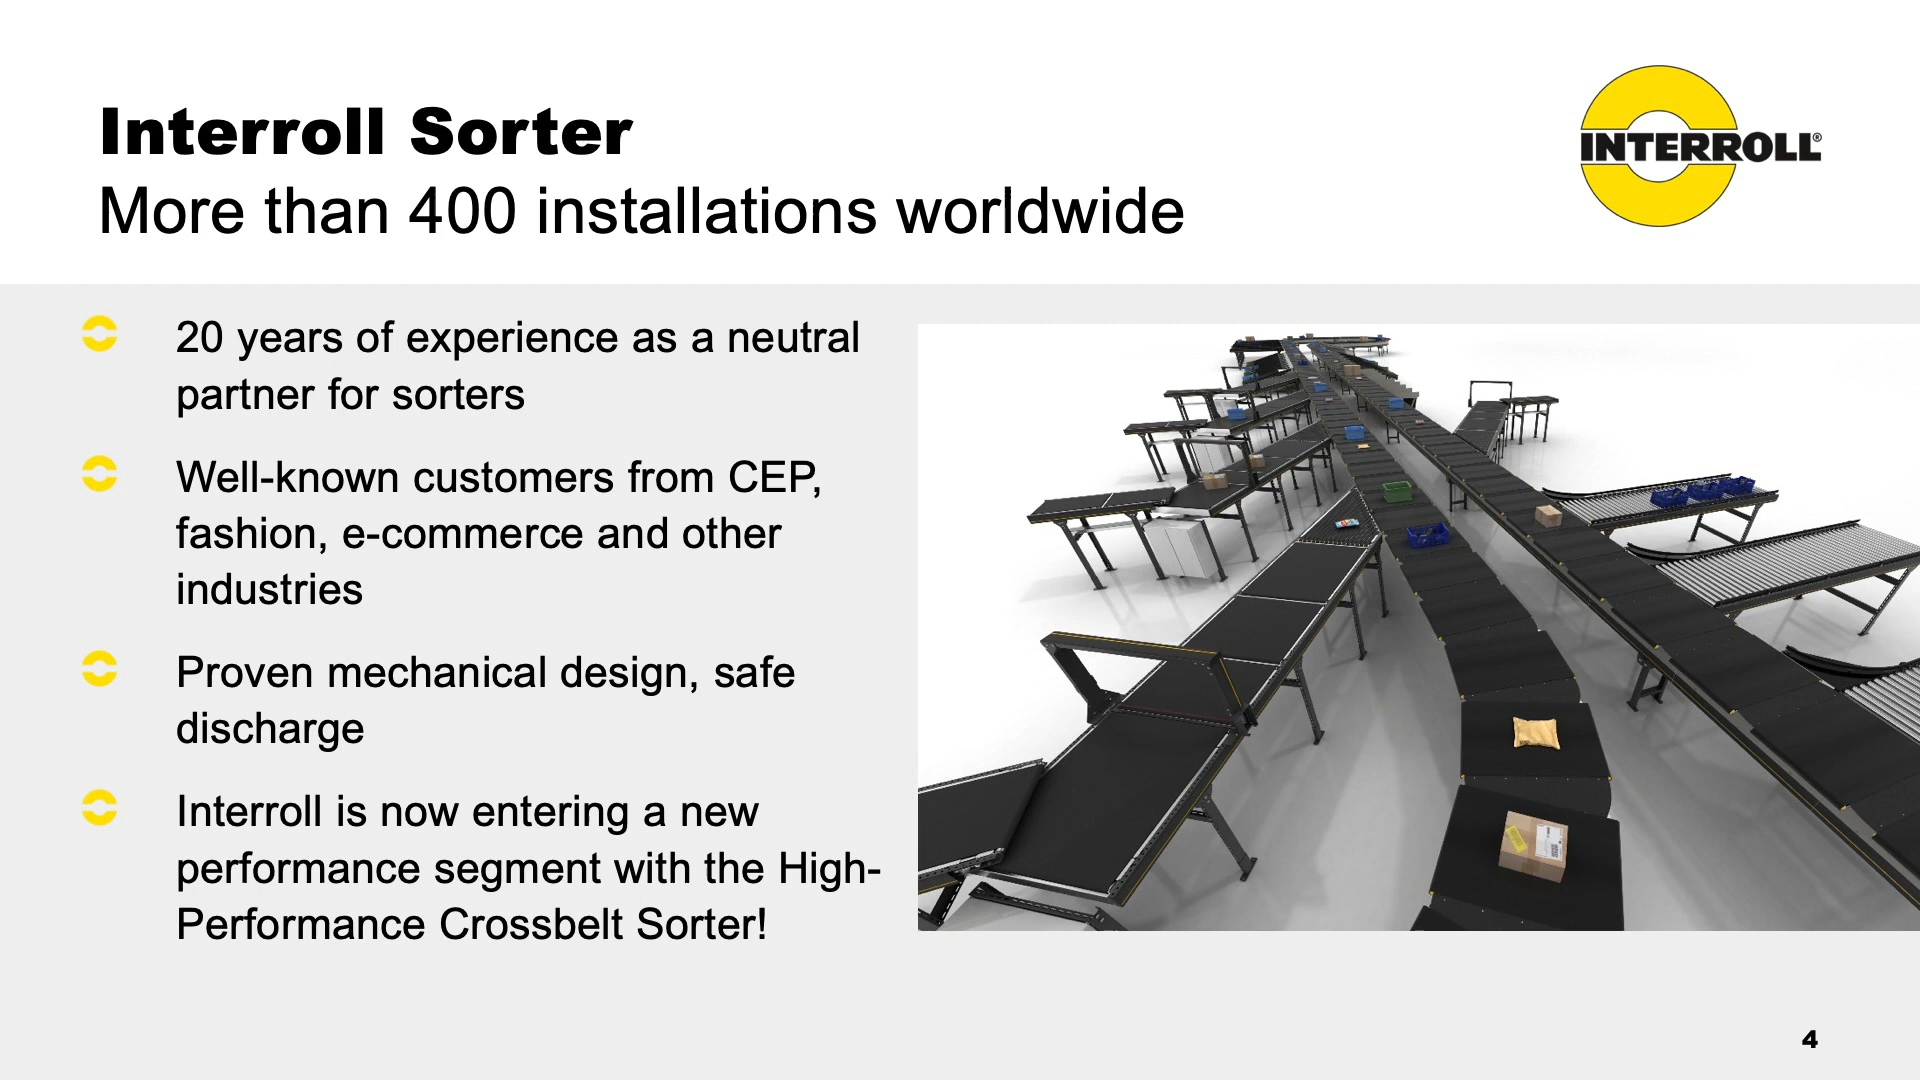 Interroll Sorter
More than 400 installations worldwide
INTERROLL®
20 years of experience as a neutral
partner for sorters
Well-known customers from CEP,
fashion, e-commerce and other
industries
Proven mechanical design, safe
discharge
Interroll is now entering a new
performance segment with the High-
Performance Crossbelt Sorter!
4